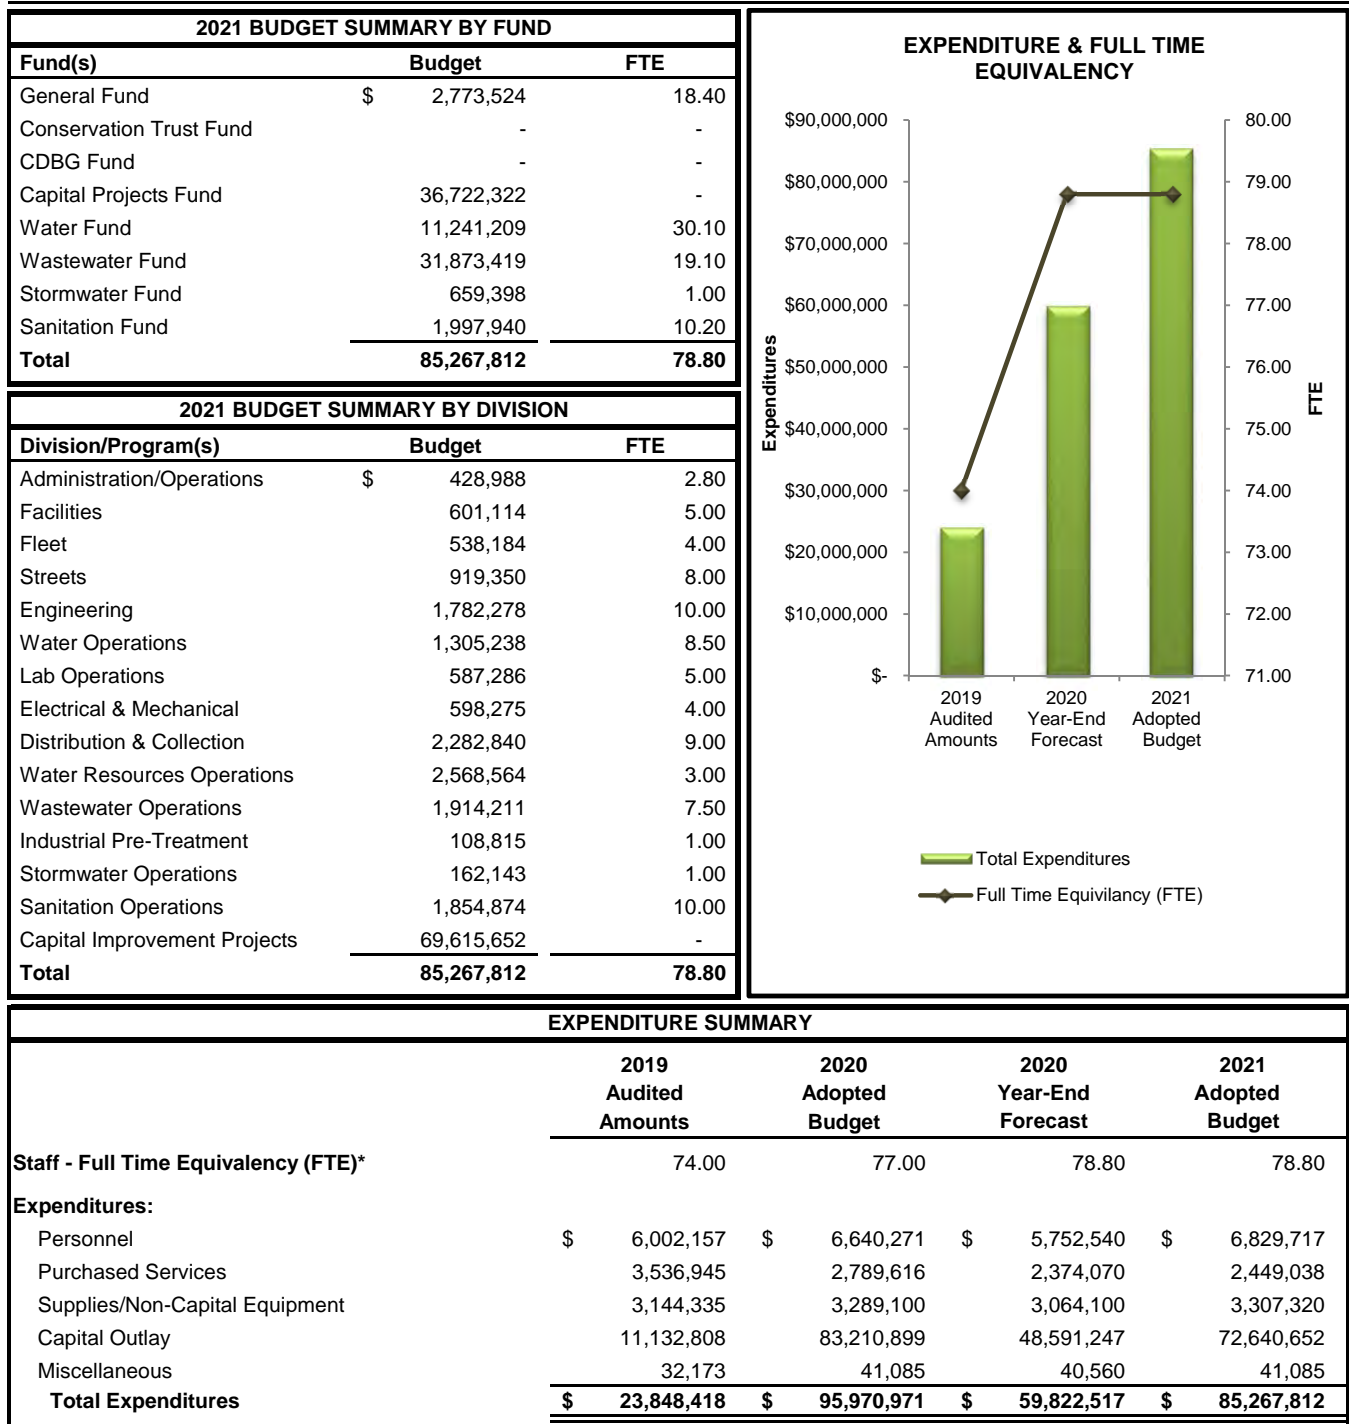 2021 BUDGET SUMMARY BY FUND
Fund(s) Budget FTE
General Fund $ 2,773,524 18.40
Conservation Trust Fund - -
CDBG Fund - -
Capital Projects Fund 36,722,322 -
Water Fund 11,241,209 30.10
Wastewater Fund 31,873,419 19.10
Stormwater Fund 659,398 1.00
Sanitation Fund 1,997,940 10.20
Total 85,267,812 78.80
2021 BUDGET SUMMARY BY DIVISION
Division/Program(s) Budget FTE
Administration/Operations $ 428,988 2.80
Facilities 601,114 5.00
Fleet 538,184 4.00
Streets 919,350 8.00
Engineering 1,782,278 10.00
Water Operations 1,305,238 8.50
Lab Operations 587,286 5.00
Electrical & Mechanical 598,275 4.00
Distribution & Collection 2,282,840 9.00
Water Resources Operations 2,568,564 3.00
Wastewater Operations 1,914,211 7.50
Industrial Pre-Treatment 108,815 1.00
Stormwater Operations 162,143 1.00
Sanitation Operations 1,854,874 10.00
Capital Improvement Projects 69,615,652 -
Total 85,267,812 78.80
EXPENDITURE & FULL TIME
EQUIVALENCY
$90,000,000
$80,000,000
$70,000,000
$60,000,000
$50,000,000
$40,000,000
$30,000,000
$20,000,000
$10,000,000
$-
Expenditures
80.00
79.00
78.00
77.00
76.00
75.00
74.00
73.00
72.00
71.00
FTE
2019
Audited
Amounts
2020
Year-End
Forecast
2021
Adopted
Budget
Total Expenditures
Full Time Equivilancy (FTE)
EXPENDITURE SUMMARY
2019 2020 2020 2021
Audited Adopted Year-End Adopted
Amounts Budget Forecast Budget
Staff - Full Time Equivalency (FTE)* 74.00 77.00 78.80 78.80
Expenditures:
Personnel $ 6,002,157 $ 6,640,271 $ 5,752,540 $ 6,829,717
Purchased Services 3,536,945 2,789,616 2,374,070 2,449,038
Supplies/Non-Capital Equipment 3,144,335 3,289,100 3,064,100 3,307,320
Capital Outlay 11,132,808 83,210,899 48,591,247 72,640,652
Miscellaneous 32,173 41,085 40,560 41,085
Total Expenditures $ 23,848,418 $ 95,970,971 $ 59,822,517 $ 85,267,812